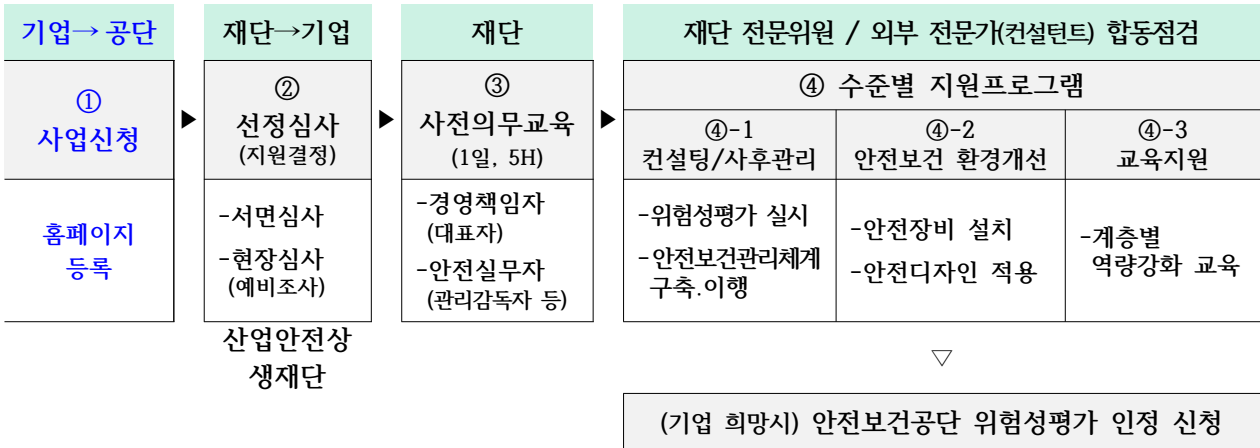 기업→ 공단
재단→기업
재단
재단 전문위원 / 외부 전문가(컨설턴트) 합동점검
①
사업신청
▶
②
선정심사
(지원결정)
▶
③
사전의무교육
(1일, 5H)
▶
④ 수준별 지원프로그램
④-1
컨설팅/사후관리
④-2
안전보건 환경개선
④-3
교육지원
홈페이지
등록
-서면심사
-현장심사
(예비조사)
-경영책임자
(대표자)
-안전실무자
(관리감독자 등)
-위험성평가 실시
-안전보건관리체계
구축.이행
-안전장비 설치
-안전디자인 적용
-계층별
역량강화 교육
산업안전상
생재단
▽
(기업 희망시) 안전보건공단 위험성평가 인정 신청